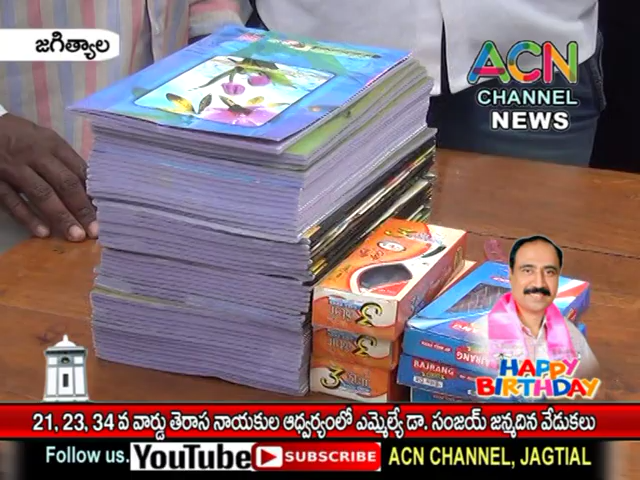 జగిత్యాల
ACN
CHANNEL
NEWS
BAJRANG
HAPPY
BIRTHDAY
21, 23, 34 వ వార్డు తెరాస నాయకుల ఆధ్వర్యంలో ఎమ్మెల్యే డా. సంజయ్ జన్మదిన వేడుకలు
Follow us. YouTube SUBSCRIBE ACN CHANNEL, JAGTIAL